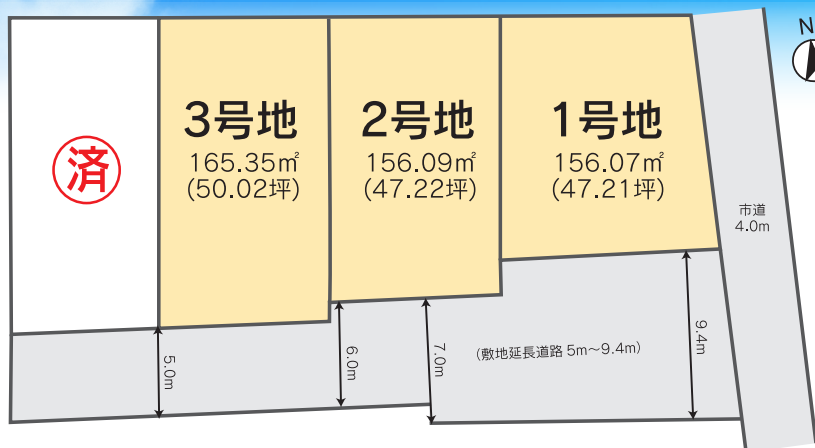 N
済
3号地
165.35㎡
(50.02坪)
2号地
156.09㎡
(47.22坪)
1号地
156.07㎡
(47.21坪)
市道
4.0m
5.0m
6.0m
7.0m
(敷地延長道路 5m〜9.4m)
9.4m